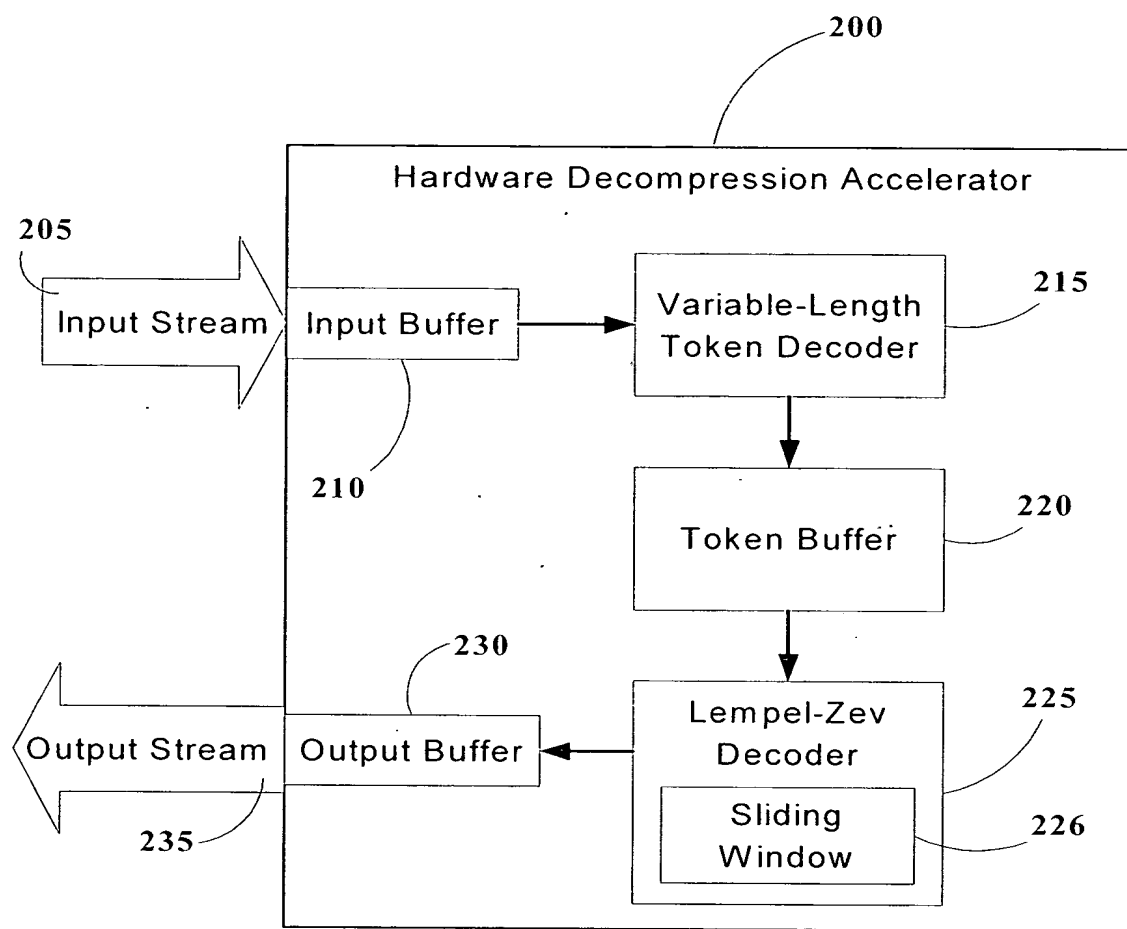 200
Hardware Decompression Accelerator
205
Input Stream
Input Buffer
Variable-Length
Token Decoder
215
210
Token Buffer
220
230
Output Stream
Output Buffer
Lempel-Zev
Decoder
225
Sliding
Window
226
235